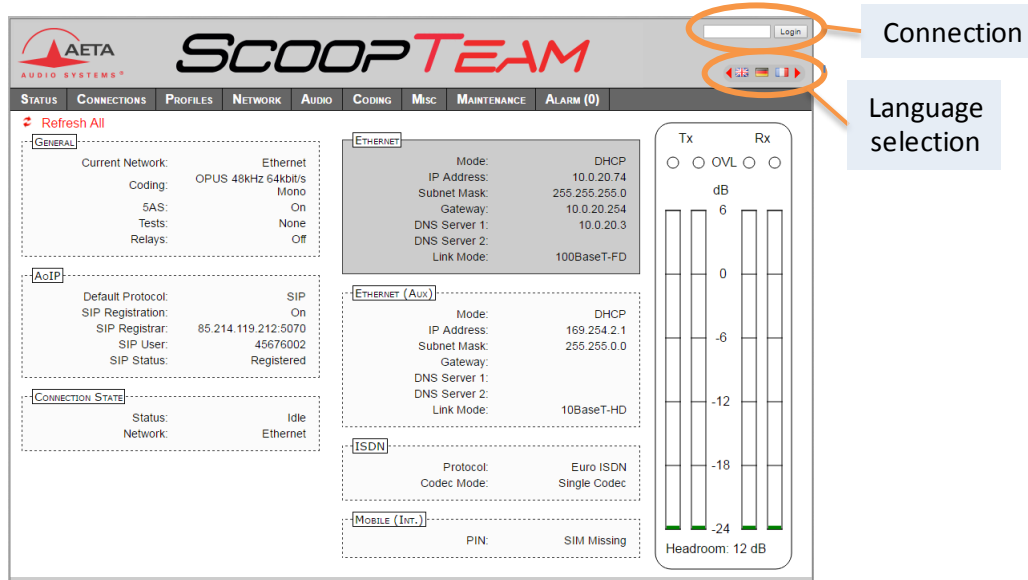 AETA
AUDIO SYSTEMS®
SCOOPTEAM
Login
Connection
Language
selection
STATUS CONNECTIONS PROFILES NETWORK AUDIO CODING MISC MAINTENANCE ALARM (0)
Refresh All
GENERAL
Current Network: Ethernet
Coding: OPUS 48kHz 64kbit/s
Mono
5AS: On
Tests: None
Relays: Off
AOIP
Default Protocol: SIP
SIP Registration: On
SIP Registrar: 85.214.119.212:5070
SIP User: 45676002
SIP Status: Registered
CONNECTION STATE
Status: Idle
Network: Ethernet
ETHERNET
Mode: DHCP
IP Address: 10.0.20.74
Subnet Mask: 255.255.255.0
Gateway: 10.0.20.254
DNS Server 1: 10.0.20.3
DNS Server 2:
Link Mode: 100BaseT-FD
ETHERNET (AUX)
Mode: DHCP
IP Address: 169.254.2.1
Subnet Mask: 255.255.0.0
Gateway:
DNS Server 1:
DNS Server 2:
Link Mode: 10BaseT-HD
ISDN
Protocol: Euro ISDN
Codec Mode: Single Codec
MOBILE (INT.)
PIN: SIM Missing
Tx Rx
OVL
dB
6
0
-6
-12
-18
-24
Headroom: 12 dB